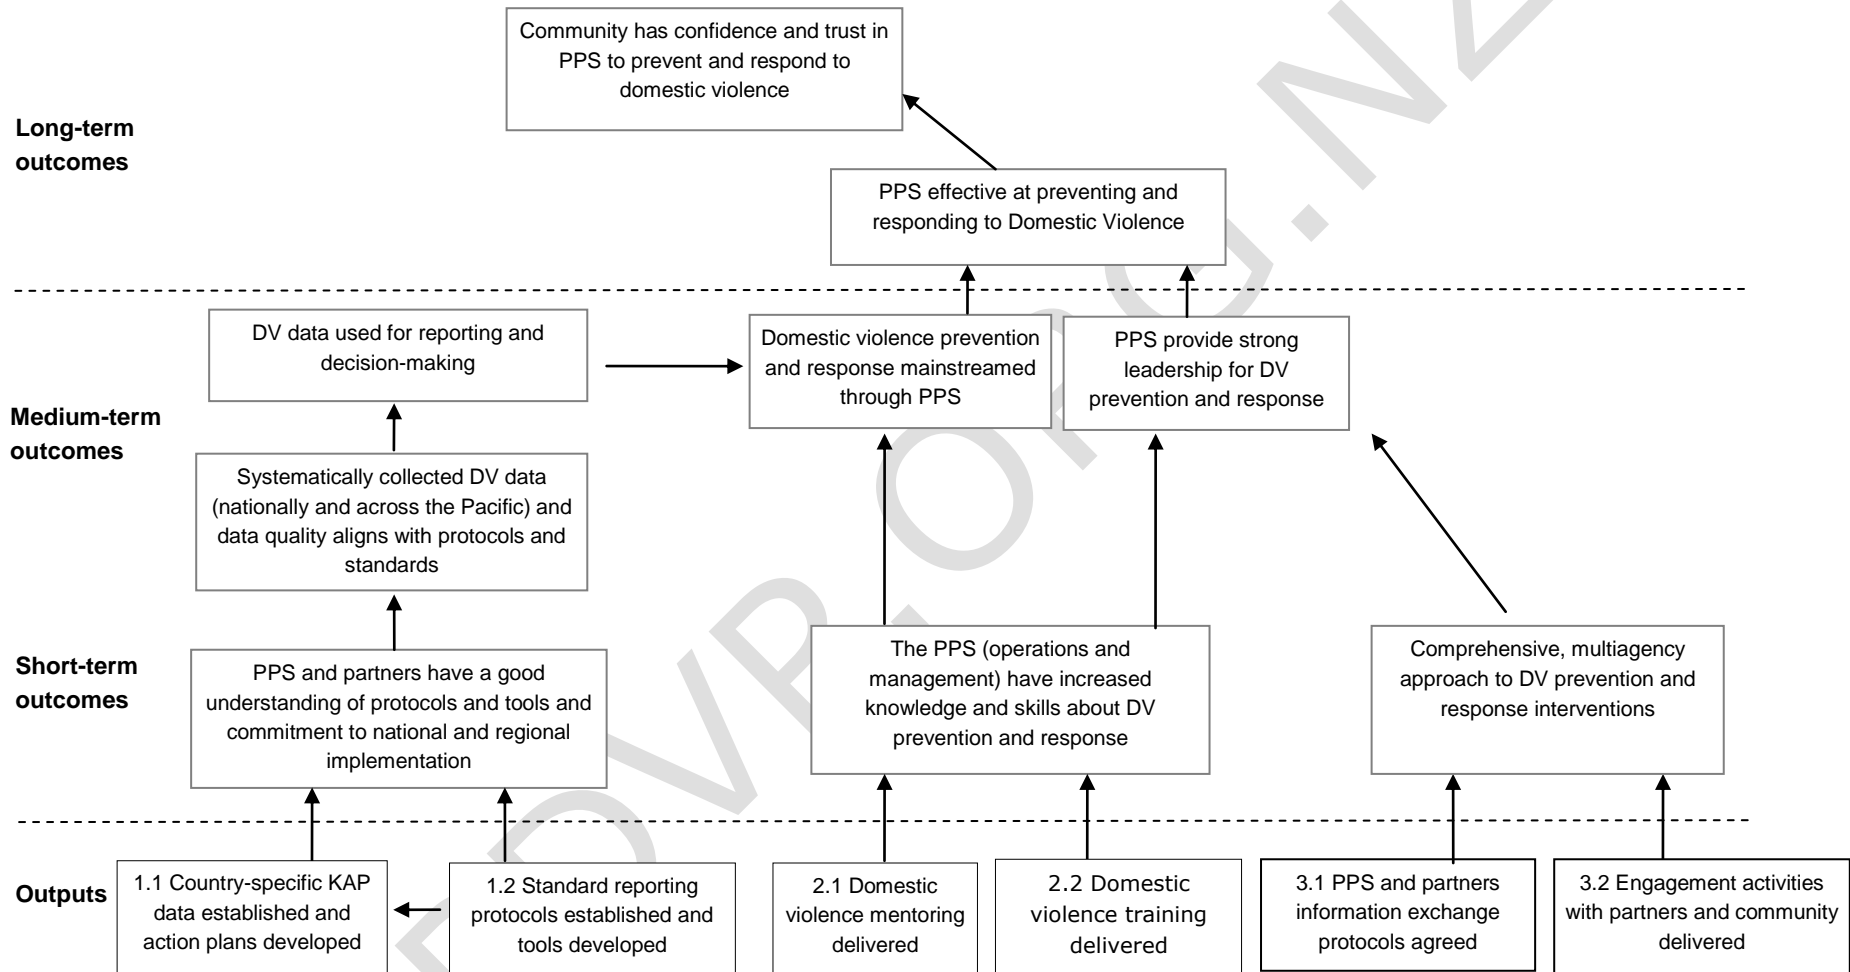 Community has confidence and trust in
PPS to prevent and respond to
domestic violence
Long-term
outcomes
PPS effective at preventing and
responding to Domestic Violence
DV data used for reporting and
decision-making
Domestic violence prevention
and response mainstreamed
through PPS
PPS provide strong
leadership for DV
prevention and response
Medium-term
outcomes
Systematically collected DV data
(nationally and across the Pacific) and
data quality aligns with protocols and
standards
Short-term
outcomes
PPS and partners have a good
understanding of protocols and tools and
commitment to national and regional
implementation
The PPS (operations and
management) have increased
knowledge and skills about DV
prevention and response
Comprehensive, multiagency
approach to DV prevention and
response interventions
Outputs
1.1 Country-specific KAP
data established and
action plans developed
1.2 Standard reporting
protocols established and
tools developed
2.1 Domestic
violence mentoring
delivered
2.2 Domestic
violence training
delivered
3.1 PPS and partners
information exchange
protocols agreed
3.2 Engagement activities
with partners and community
delivered
DVP.ORG.NZ